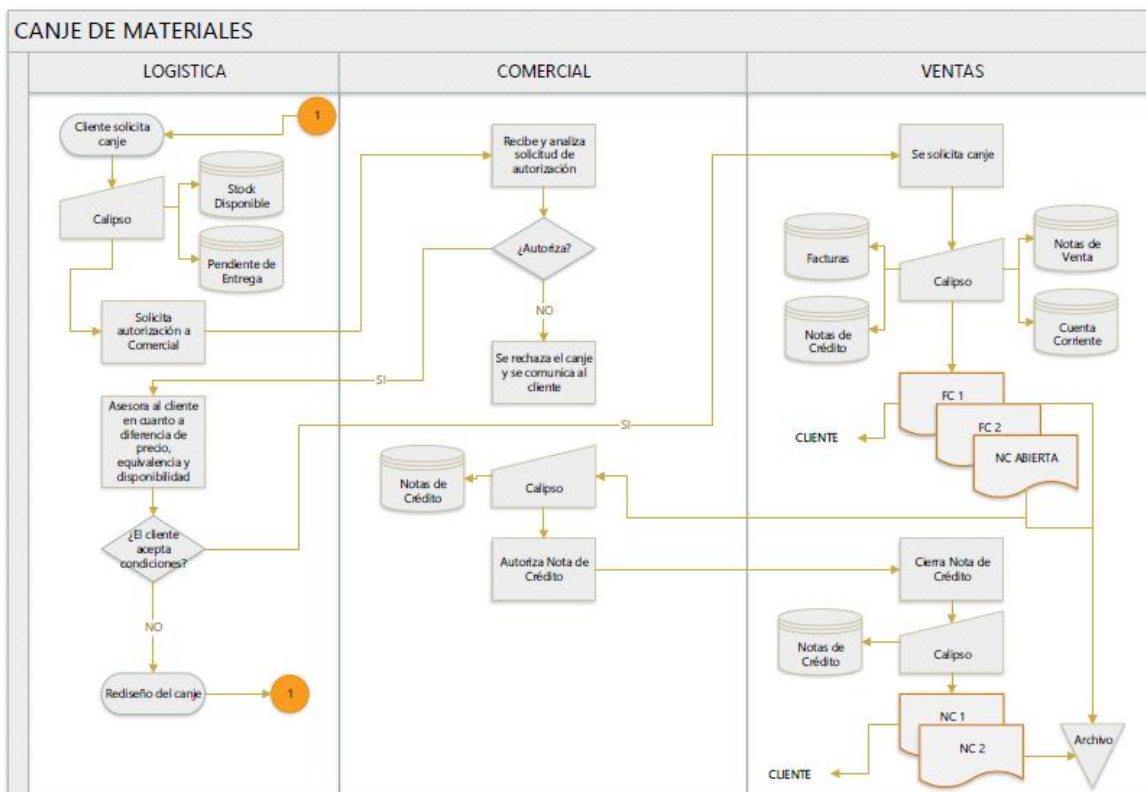 CANJE DE MATERIALES
LOGISTICA
COMERCIAL
VENTAS
Cliente solicita
canje
1
Calipso
Stock
Disponible
Pendiente de
Entrega
Solicita
autorización a
Comercial
SI
Asesora al cliente
en cuanto a
diferencia de
precio,
equivalencia y
disponibilidad
¿El cliente
acepta
condiciones?
NO
Rediseño del canje
1
Recibe y analiza
solicitud de
autorización
¿Autoriza?
NO
Se rechaza el canje
y se comunica al
cliente
SI
Notas de
Crédito
Calipso
Autoriza Nota de
Crédito
Se solicita canje
Facturas
Notas de
Venta
Calipso
Notas de
Crédito
Cuenta
Corriente
FC 1
FC 2
NC ABIERTA
CLIENTE
Cierra Nota de
Crédito
Notas de
Crédito
Calipso
NC 1
NC 2
CLIENTE
Archivo